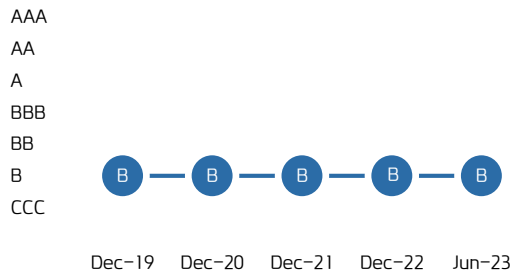 AAA
AA
A
BBB
BB
B B B B B B
CCC
Dec–19 Dec–20 Dec–21 Dec–22 Jun–23